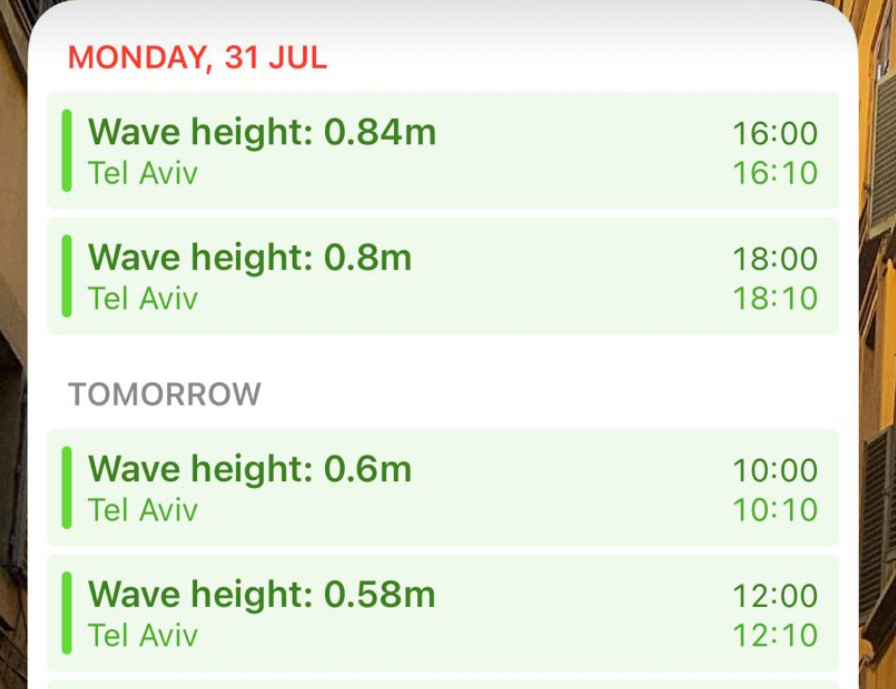 MONDAY, 31 JUL
Wave height: 0.84m 16:00
Tel Aviv 16:10
Wave height: 0.8m 18:00
Tel Aviv 18:10
TOMORROW
Wave height: 0.6m 10:00
Tel Aviv 10:10
Wave height: 0.58m 12:00
Tel Aviv 12:10